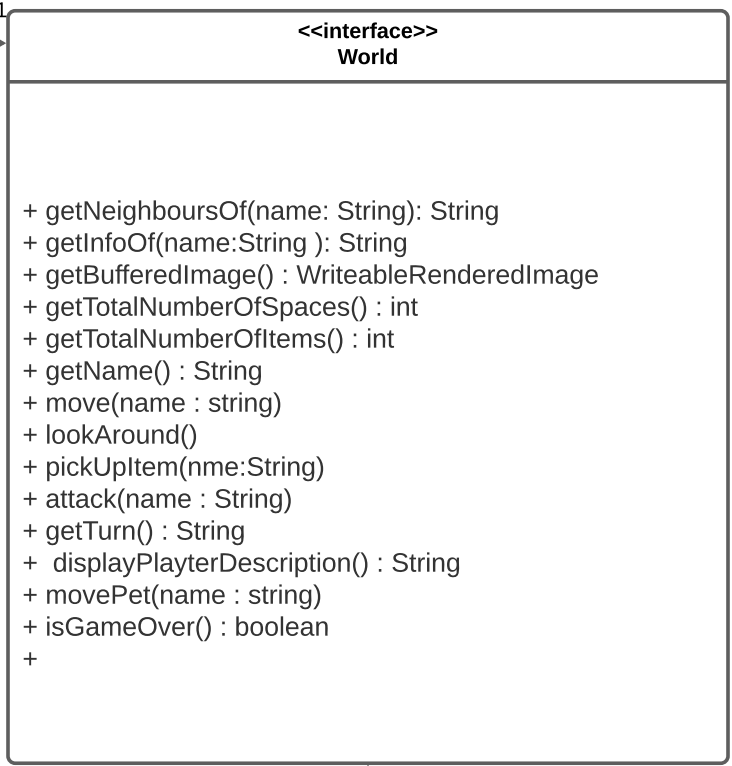 1
<<interface>>
World
+ getNeighboursOf(name: String): String
+ getInfoOf(name:String ): String
+ getBufferedImage() : WriteableRenderedImage
+ getTotalNumberOfSpaces() : int
+ getTotalNumberOfItems() : int
+ getName() : String
+ move(name : string)
+ lookAround()
+ pickUpItem(nme:String)
+ attack(name : String)
+ getTurn() : String
+  displayPlayterDescription() : String
+ movePet(name : string)
+ isGameOver() : boolean
+